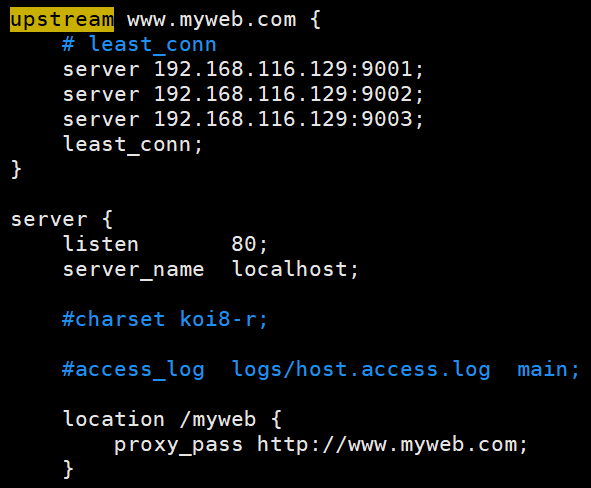 upstream www.myweb.com {
    # least_conn
    server 192.168.116.129:9001;
    server 192.168.116.129:9002;
    server 192.168.116.129:9003;
    least_conn;
}

server {
    listen       80;
    server_name  localhost;

    #charset koi8-r;

    #access_log  logs/host.access.log  main;

    location /myweb {
        proxy_pass http://www.myweb.com;
    }